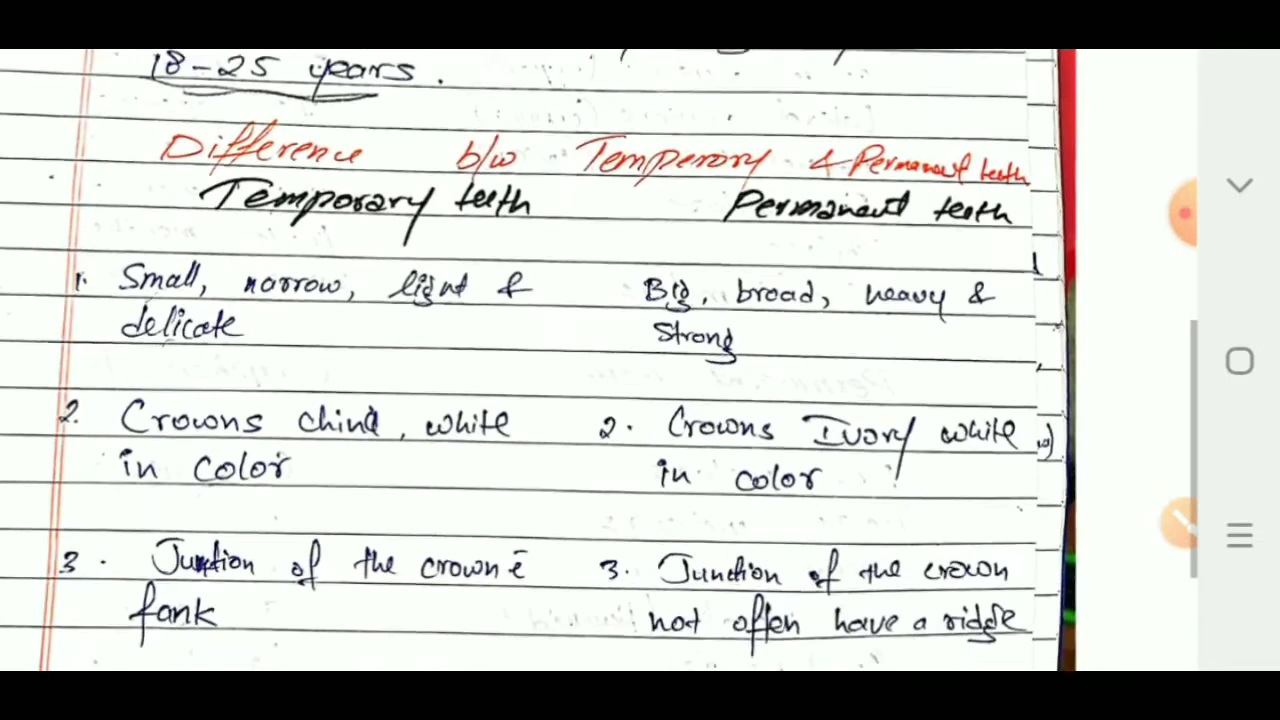 18-25 years.
Difference b/w Temperory & Permanent teeth
Temporary teeth Permanent teeth
1. Small, narrow, light & Big, broad, heavy &
delicate Strong
2. Crowns china, white 2. Crowns Ivory white
in color in color
3. Junction of the crown c̄ 3. Junction of the crown
fank not often have a ridge